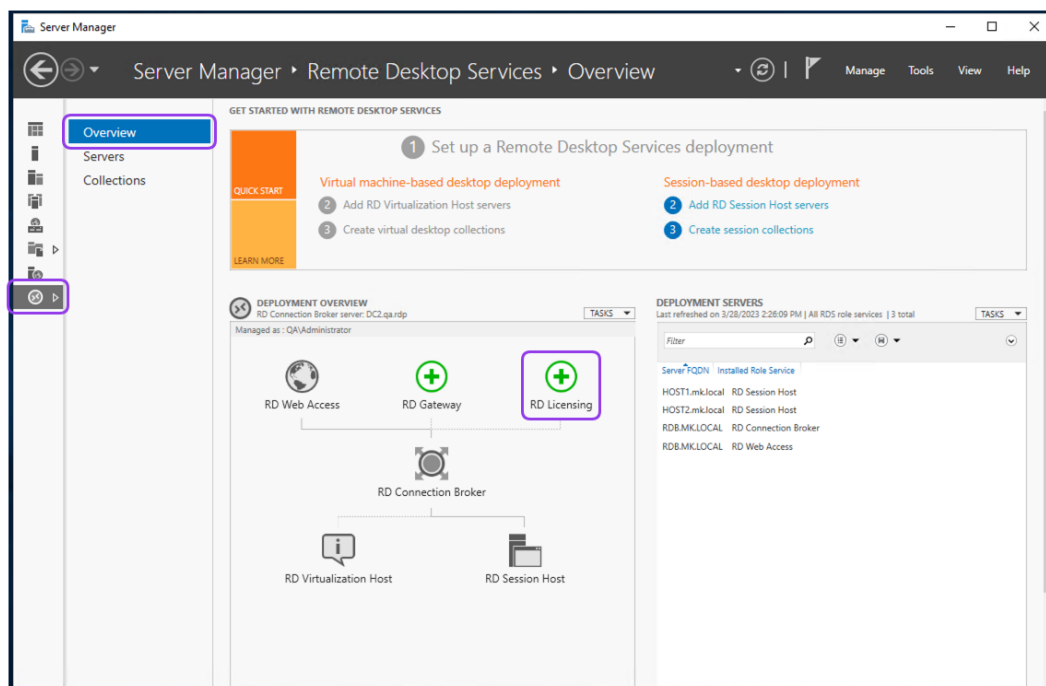 Server Manager
Server Manager ‣ Remote Desktop Services ‣ Overview
Manage Tools View Help
Overview
Servers
Collections
GET STARTED WITH REMOTE DESKTOP SERVICES
1 Set up a Remote Desktop Services deployment
QUICK START
LEARN MORE
Virtual machine-based desktop deployment
2 Add RD Virtualization Host servers
3 Create virtual desktop collections
Session-based desktop deployment
2 Add RD Session Host servers
3 Create session collections
DEPLOYMENT OVERVIEW
RD Connection Broker server: DC2.qa.rdp
TASKS
Managed as : QA\Administrator
RD Web Access RD Gateway RD Licensing
RD Connection Broker
RD Virtualization Host RD Session Host
DEPLOYMENT SERVERS
Last refreshed on 3/28/2023 2:26:09 PM | All RDS role services | 3 total
TASKS
Filter
Server FQDN Installed Role Service
HOST1.mk.local RD Session Host
HOST2.mk.local RD Session Host
RDB.MK.LOCAL RD Connection Broker
RDB.MK.LOCAL RD Web Access